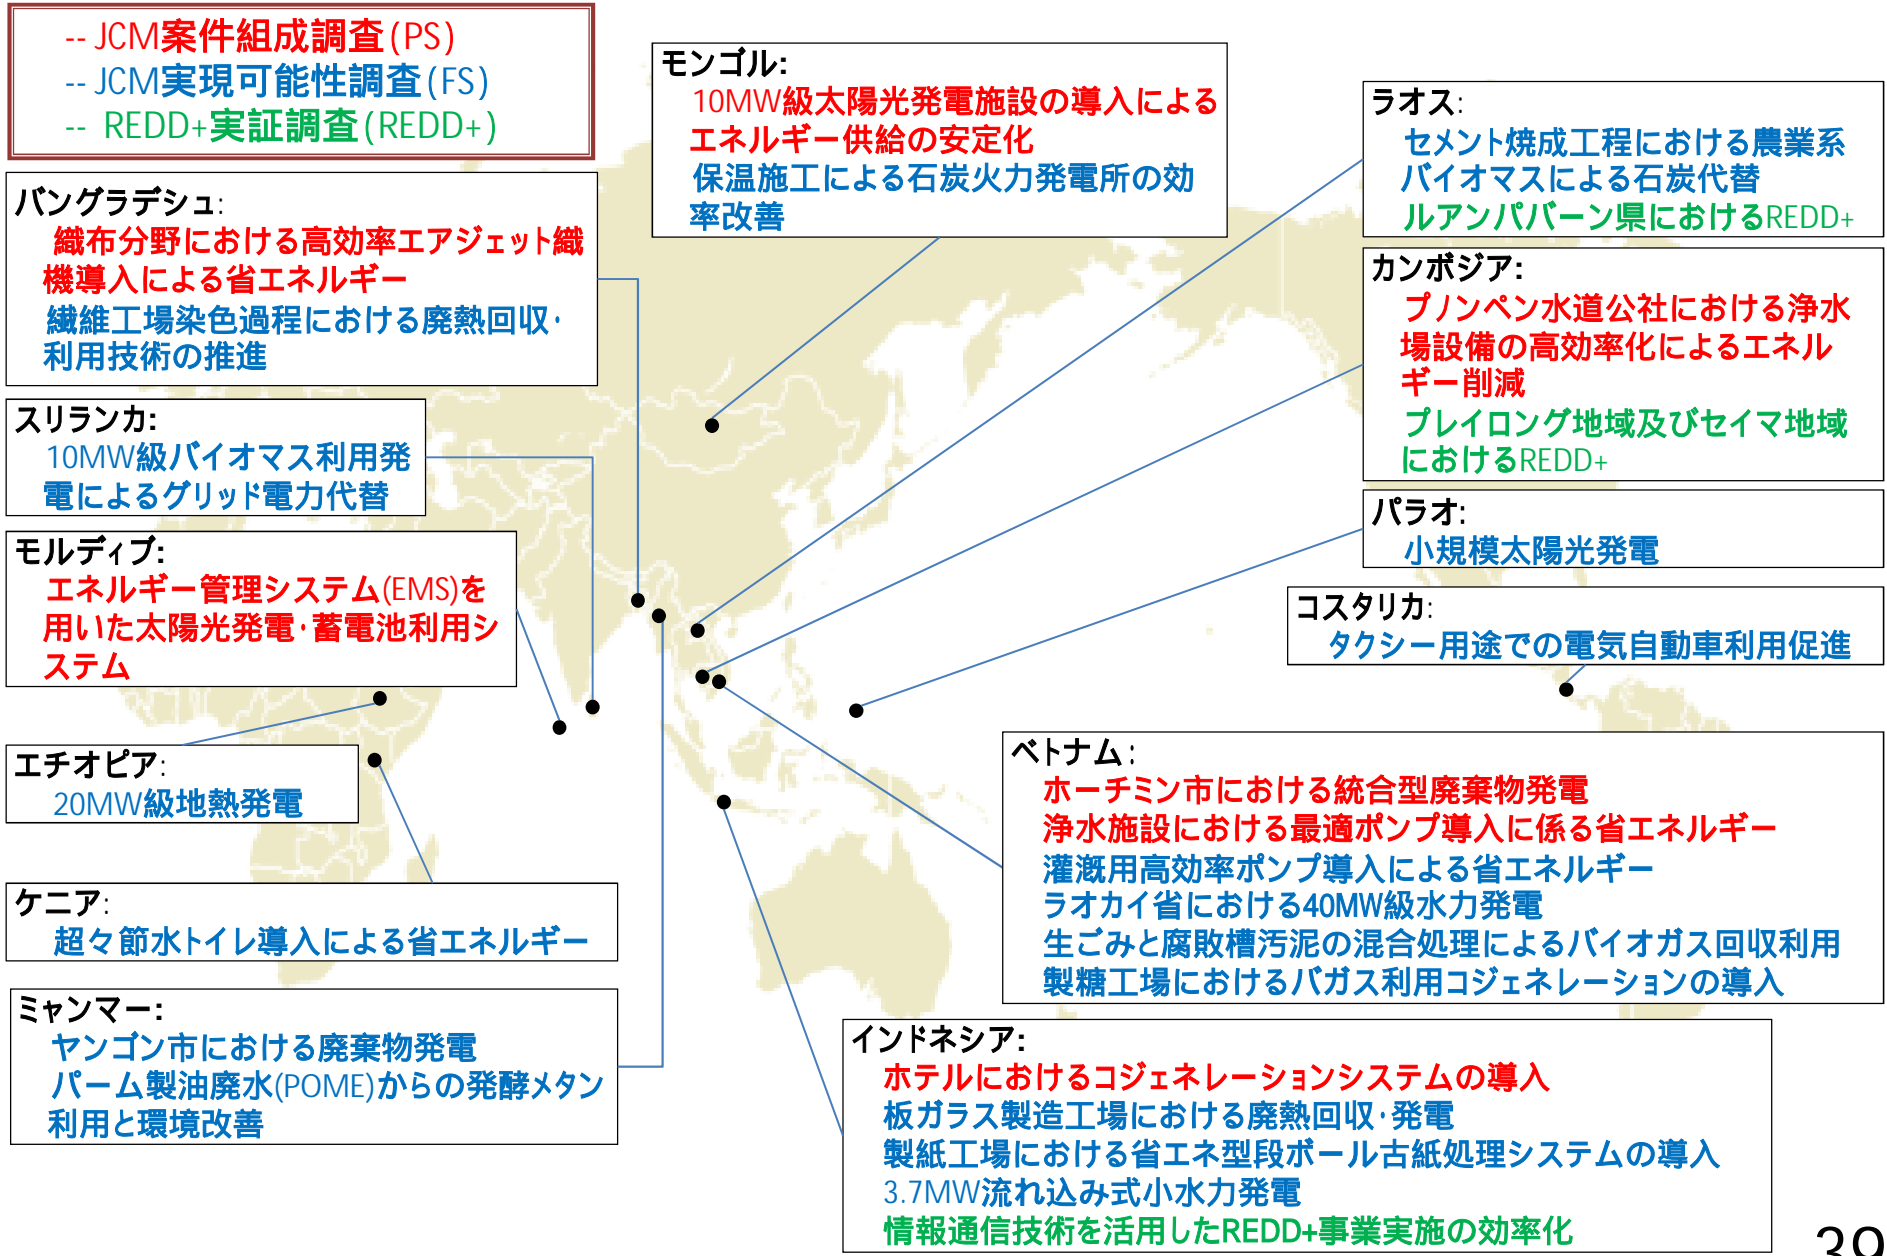 -- JCM案件組成調査(PS)
-- JCM実現可能性調査(FS)
-- REDD+実証調査(REDD+)
バングラデシュ:
織布分野における高効率エアジェット織
機導入による省エネルギー
繊維工場染色過程における廃熱回収・
利用技術の推進
スリランカ:
10MW級バイオマス利用発
電によるグリッド電力代替
モルディブ:
エネルギー管理システム(EMS)を
用いた太陽光発電・蓄電池利用シ
ステム
エチオピア:
20MW級地熱発電
ケニア:
超々節水トイレ導入による省エネルギー
ミャンマー:
ヤンゴン市における廃棄物発電
パーム製油廃水(POME)からの発酵メタン
利用と環境改善
モンゴル:
10MW級太陽光発電施設の導入による
エネルギー供給の安定化
保温施工による石炭火力発電所の効
率改善
ラオス:
セメント焼成工程における農業系
バイオマスによる石炭代替
ルアンパバーン県におけるREDD+
カンボジア:
プノンペン水道公社における浄水
場設備の高効率化によるエネル
ギー削減
プレイロング地域及びセイマ地域
におけるREDD+
パラオ:
小規模太陽光発電
コスタリカ:
タクシー用途での電気自動車利用促進
ベトナム:
ホーチミン市における統合型廃棄物発電
浄水施設における最適ポンプ導入に係る省エネルギー
灌漑用高効率ポンプ導入による省エネルギー
ラオカイ省における40MW級水力発電
生ごみと腐敗槽汚泥の混合処理によるバイオガス回収利用
製糖工場におけるバガス利用コジェネレーションの導入
インドネシア:
ホテルにおけるコジェネレーションシステムの導入
板ガラス製造工場における廃熱回収・発電
製紙工場における省エネ型段ボール古紙処理システムの導入
3.7MW流れ込み式小水力発電
情報通信技術を活用したREDD+事業実施の効率化
39